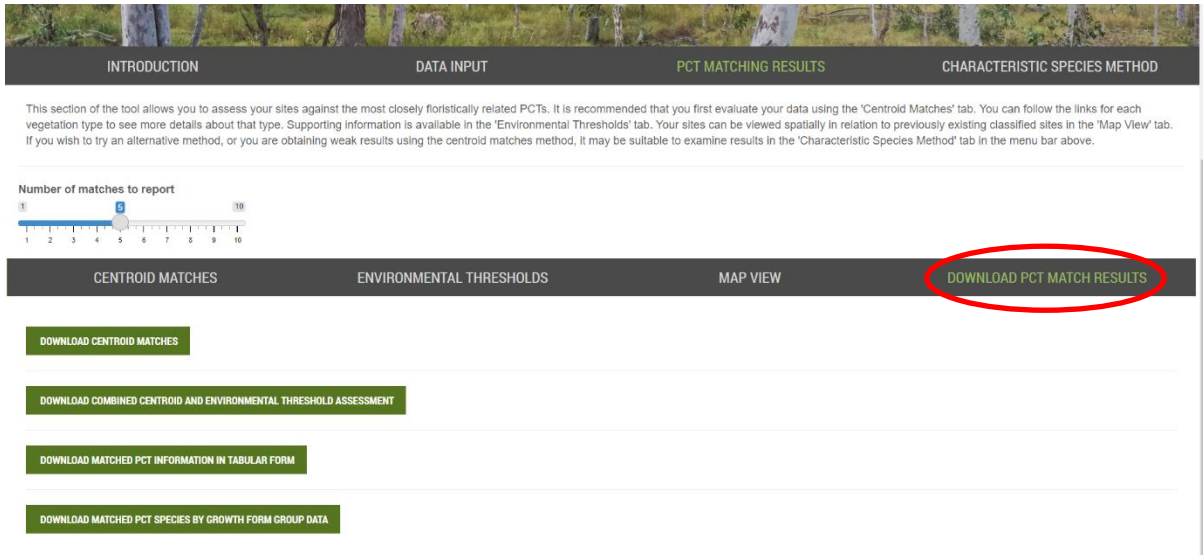 INTRODUCTION DATA INPUT PCT MATCHING RESULTS CHARACTERISTIC SPECIES METHOD
This section of the tool allows you to assess your sites against the most closely floristically related PCTs. It is recommended that you first evaluate your data using the 'Centroid Matches' tab. You can follow the links for each
vegetation type to see more details about that type. Supporting information is available in the 'Environmental Thresholds' tab. Your sites can be viewed spatially in relation to previously existing classified sites in the 'Map View' tab.
If you wish to try an alternative method, or you are obtaining weak results using the centroid matches method, it may be suitable to examine results in the 'Characteristic Species Method' tab in the menu bar above.
Number of matches to report
1 5 10
1 2 3 4 5 6 7 8 9 10
CENTROID MATCHES ENVIRONMENTAL THRESHOLDS MAP VIEW DOWNLOAD PCT MATCH RESULTS
DOWNLOAD CENTROID MATCHES
DOWNLOAD COMBINED CENTROID AND ENVIRONMENTAL THRESHOLD ASSESSMENT
DOWNLOAD MATCHED PCT INFORMATION IN TABULAR FORM
DOWNLOAD MATCHED PCT SPECIES BY GROWTH FORM GROUP DATA